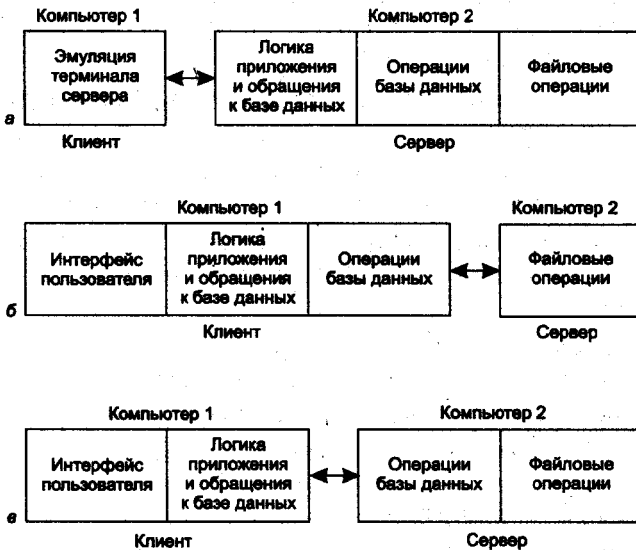 Компьютер 1
Компьютер 2
Эмуляция
терминала
сервера
Логика
приложения
и обращения
к базе данных
Операции
базы данных
Файловые
операции
а
Клиент
Сервер
Компьютер 1
Компьютер 2
Интерфейс
пользователя
Логика
приложения
и обращения
к базе данных
Операции
базы данных
Файловые
операции
б
Клиент
Сервер
Компьютер 1
Компьютер 2
Интерфейс
пользователя
Логика
приложения
и обращения
к базе данных
Операции
базы данных
Файловые
операции
в
Клиент
Сервер